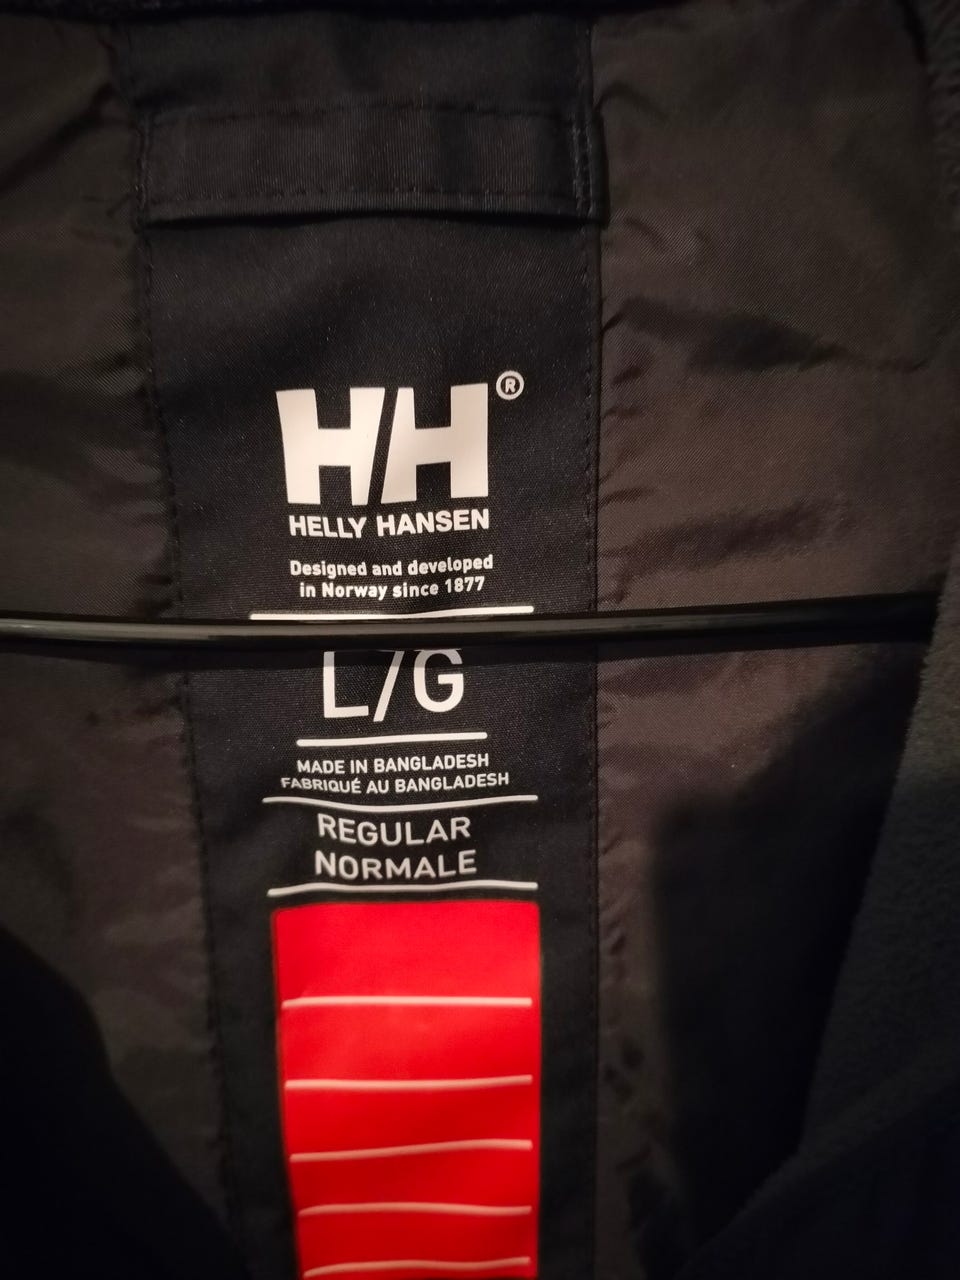 HH®
HELLY HANSEN
Designed and developed
in Norway since 1877
L/G
MADE IN BANGLADESH
FABRIQUÉ AU BANGLADESH
REGULAR
NORMALE